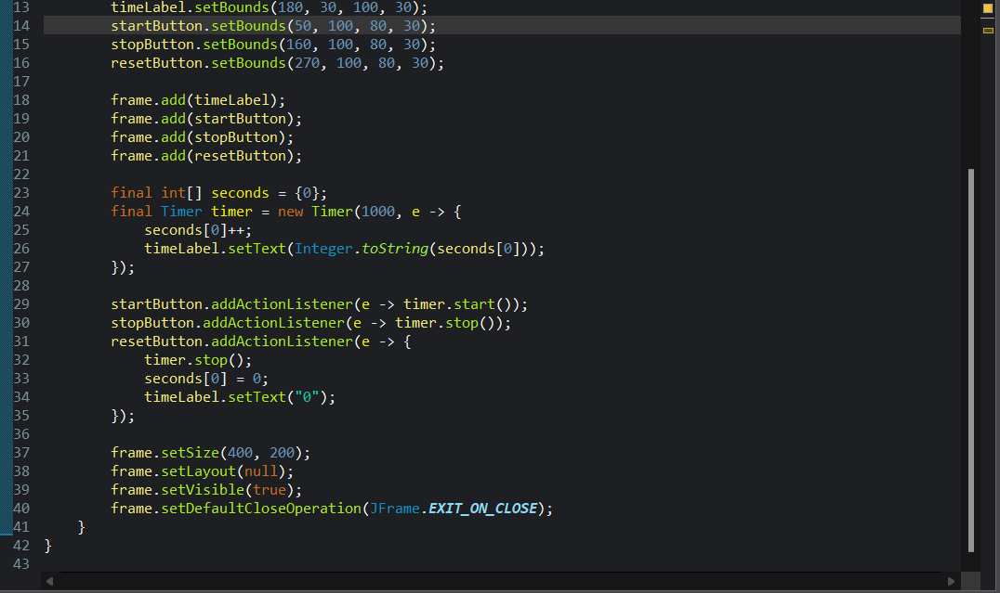 13        timeLabel.setBounds(180, 30, 100, 30);
14        startButton.setBounds(50, 100, 80, 30);
15        stopButton.setBounds(160, 100, 80, 30);
16        resetButton.setBounds(270, 100, 80, 30);
17
18        frame.add(timeLabel);
19        frame.add(startButton);
20        frame.add(stopButton);
21        frame.add(resetButton);
22
23        final int[] seconds = {0};
24        final Timer timer = new Timer(1000, e -> {
25            seconds[0]++;
26            timeLabel.setText(Integer.toString(seconds[0]));
27        });
28
29        startButton.addActionListener(e -> timer.start());
30        stopButton.addActionListener(e -> timer.stop());
31        resetButton.addActionListener(e -> {
32            timer.stop();
33            seconds[0] = 0;
34            timeLabel.setText("0");
35        });
36
37        frame.setSize(400, 200);
38        frame.setLayout(null);
39        frame.setVisible(true);
40        frame.setDefaultCloseOperation(JFrame.EXIT_ON_CLOSE);
41    }
42 }
43